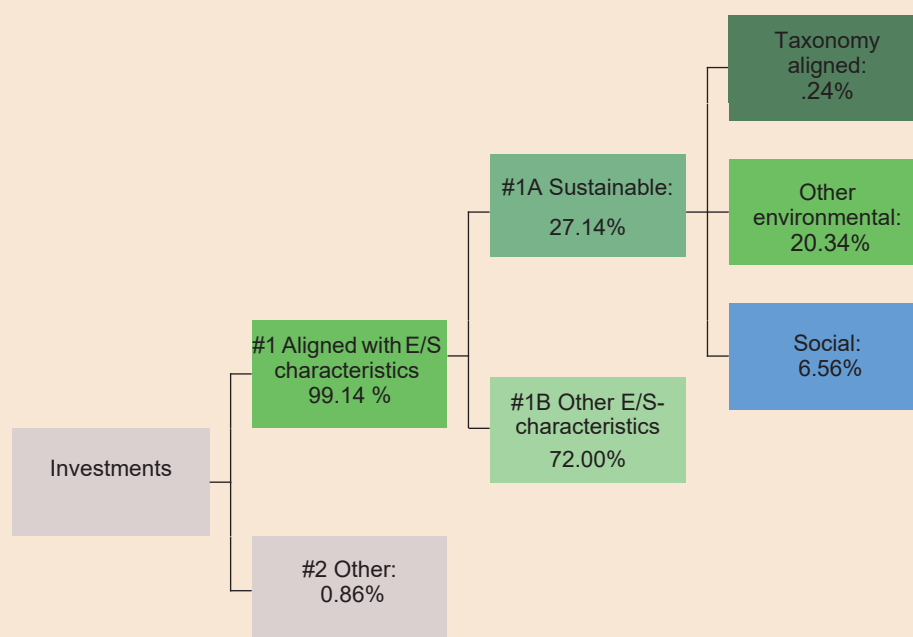 Taxonomy
aligned:
.24%
#1A Sustainable:
27.14%
Other
environmental:
20.34%
#1 Aligned with E/S
characteristics
99.14 %
Social:
6.56%
#1B Other E/S-
characteristics
72.00%
Investments
#2 Other:
0.86%